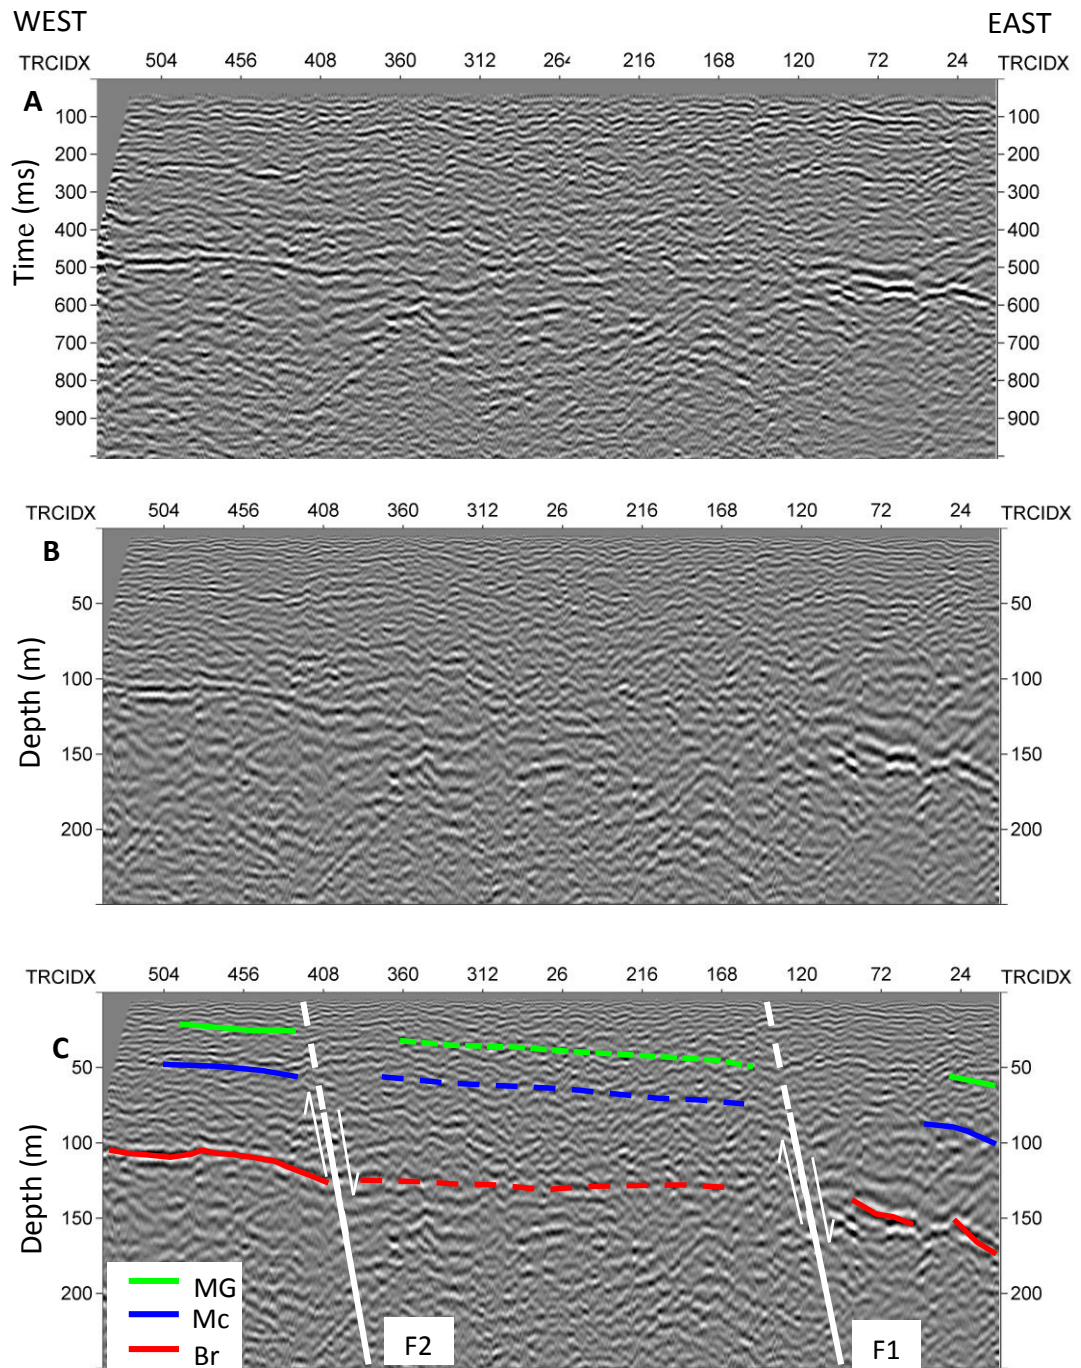 WEST EAST
TRCIDX 504 456 408 360 312 264 216 168 120 72 24 TRCIDX
A
100 100
200 200
300 300
400 400
500 500
600 600
700 700
800 800
900 900
Time (ms)
TRCIDX 504 456 408 360 312 26 216 168 120 72 24 TRCIDX
B
50 50
100 100
150 150
200 200
Depth (m)
TRCIDX 504 456 408 360 312 26 216 168 120 72 24 TRCIDX
C
50 50
100 100
150 150
200 200
Depth (m)
MG
Mc
Br
F2 F1